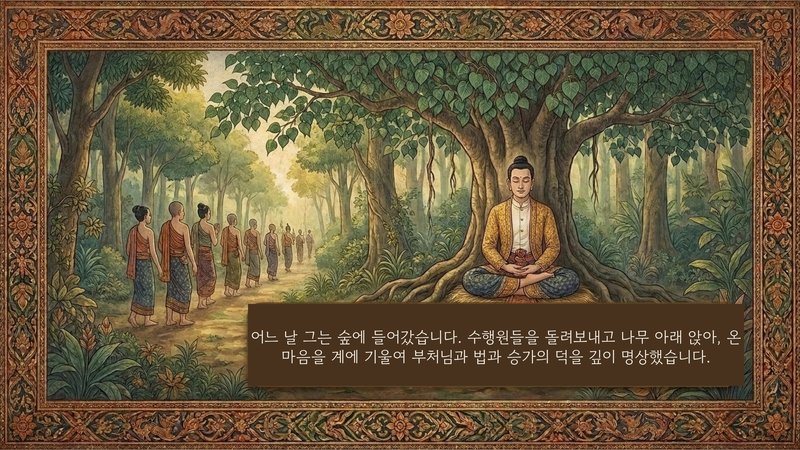 어느 날 그는 숲에 들어갔습니다. 수행원들을 돌려보내고 나무 아래 앉아, 온
마음을 계에 기울여 부처님과 법과 승가의 덕을 깊이 명상했습니다.